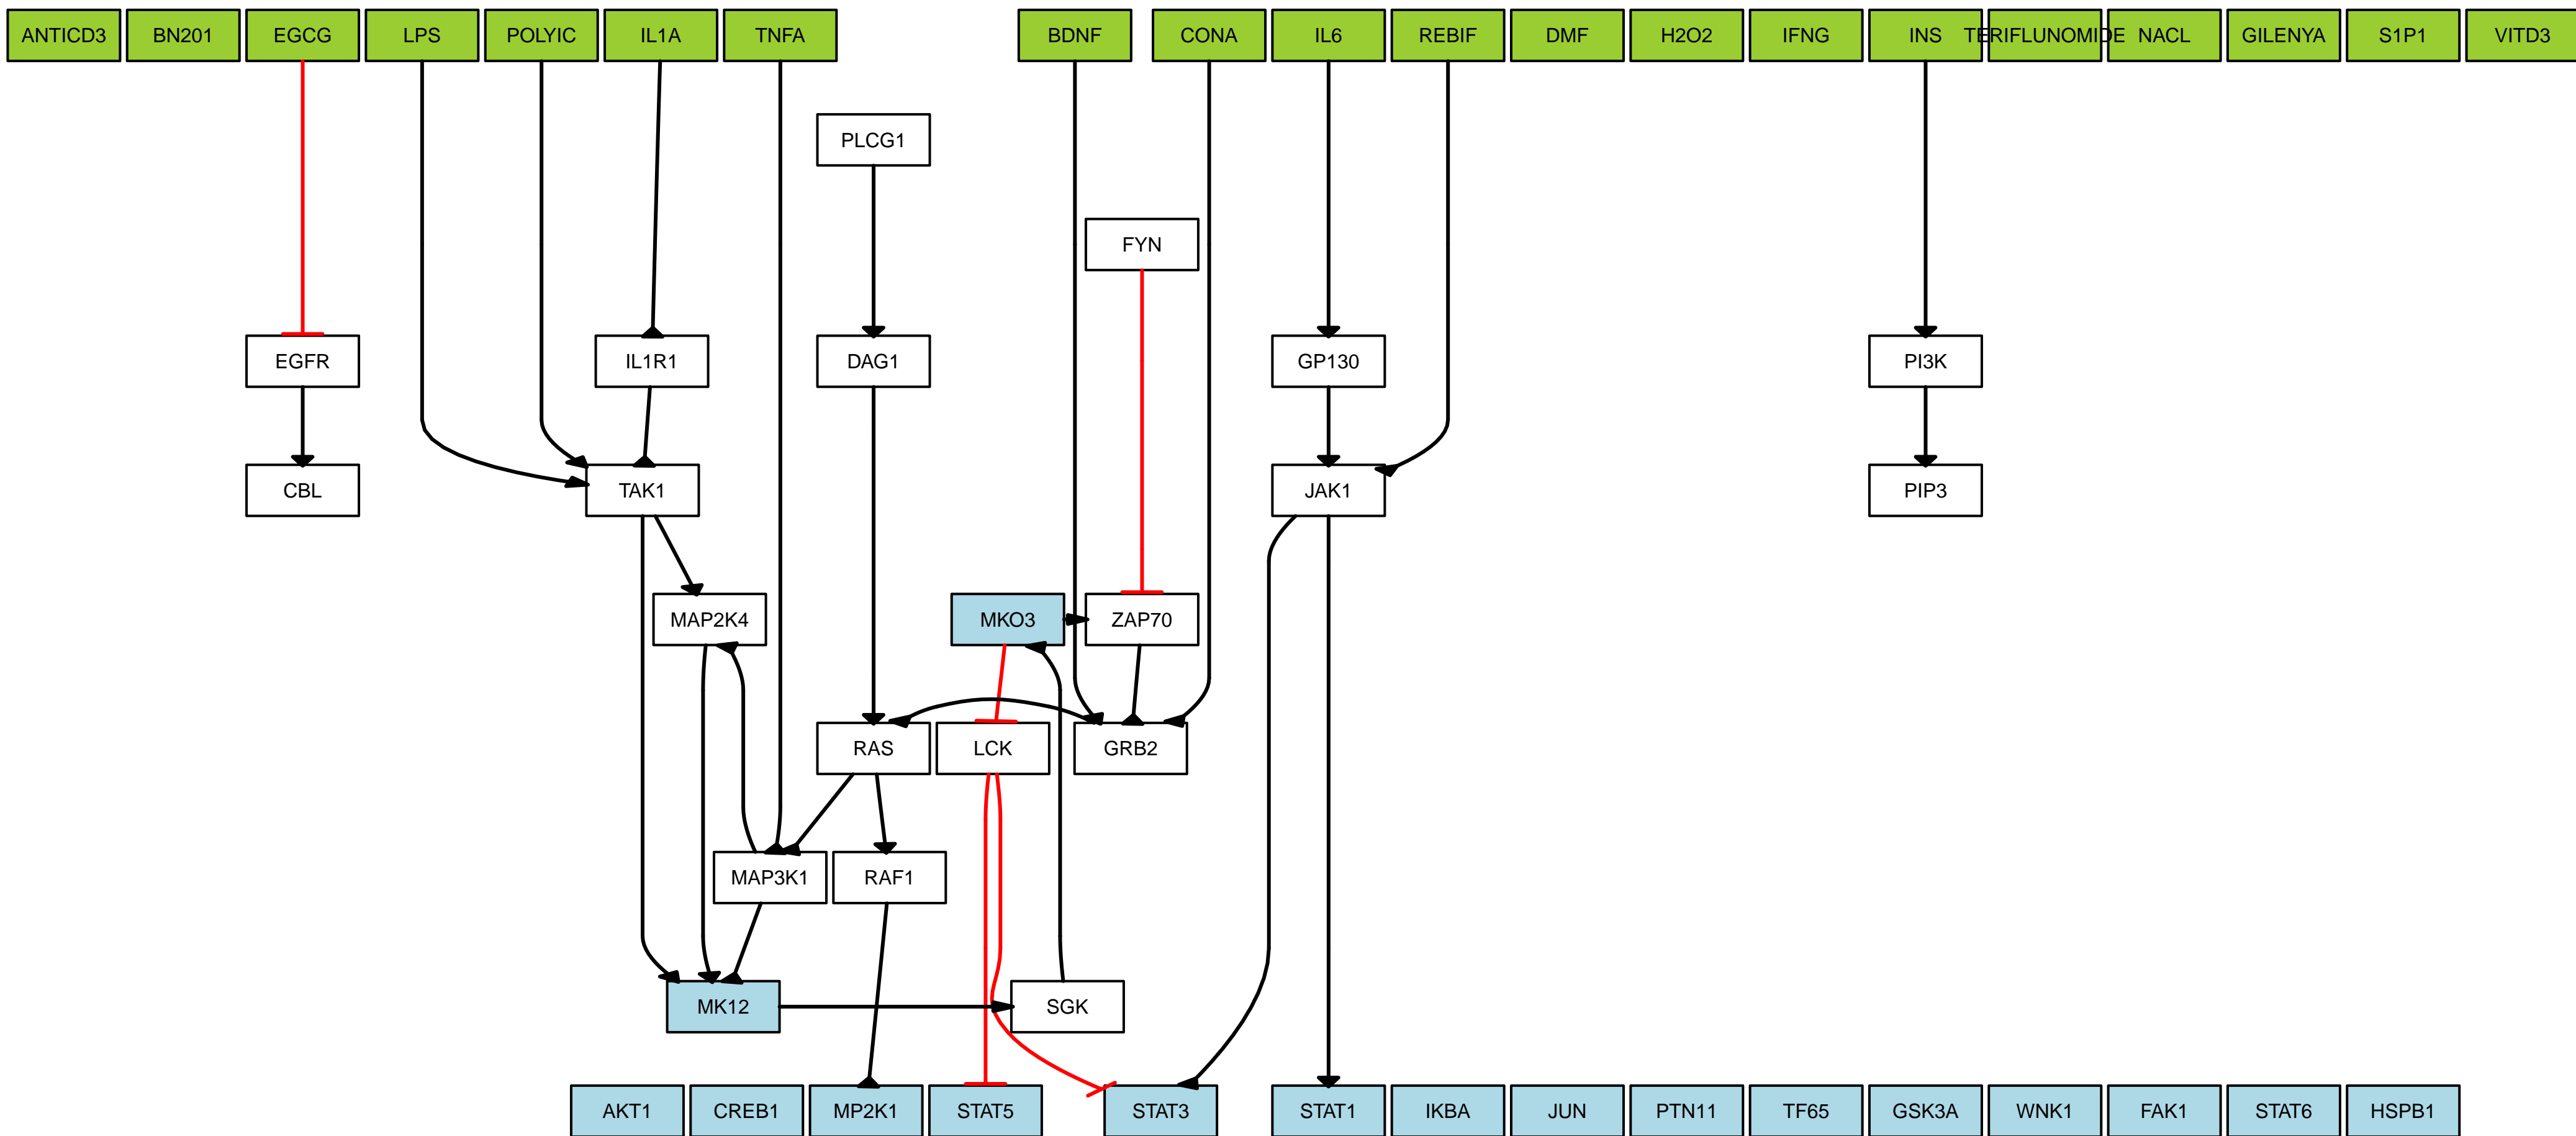 ANTICD3 BN201 EGCG LPS POLYIC IL1A TNFA BDNF CONA IL6 REBIF DMF H2O2 IFNG INS TERIFLUNOMIDE NACL GILENYA S1P1 VITD3
PLCG1
FYN
EGFR IL1R1 DAG1 GP130 PI3K
CBL TAK1 JAK1 PIP3
MAP2K4 MKO3 ZAP70
RAS LCK GRB2
MAP3K1 RAF1
MK12 SGK
AKT1 CREB1 MP2K1 STAT5 STAT3 STAT1 IKBA JUN PTN11 TF65 GSK3A WNK1 FAK1 STAT6 HSPB1